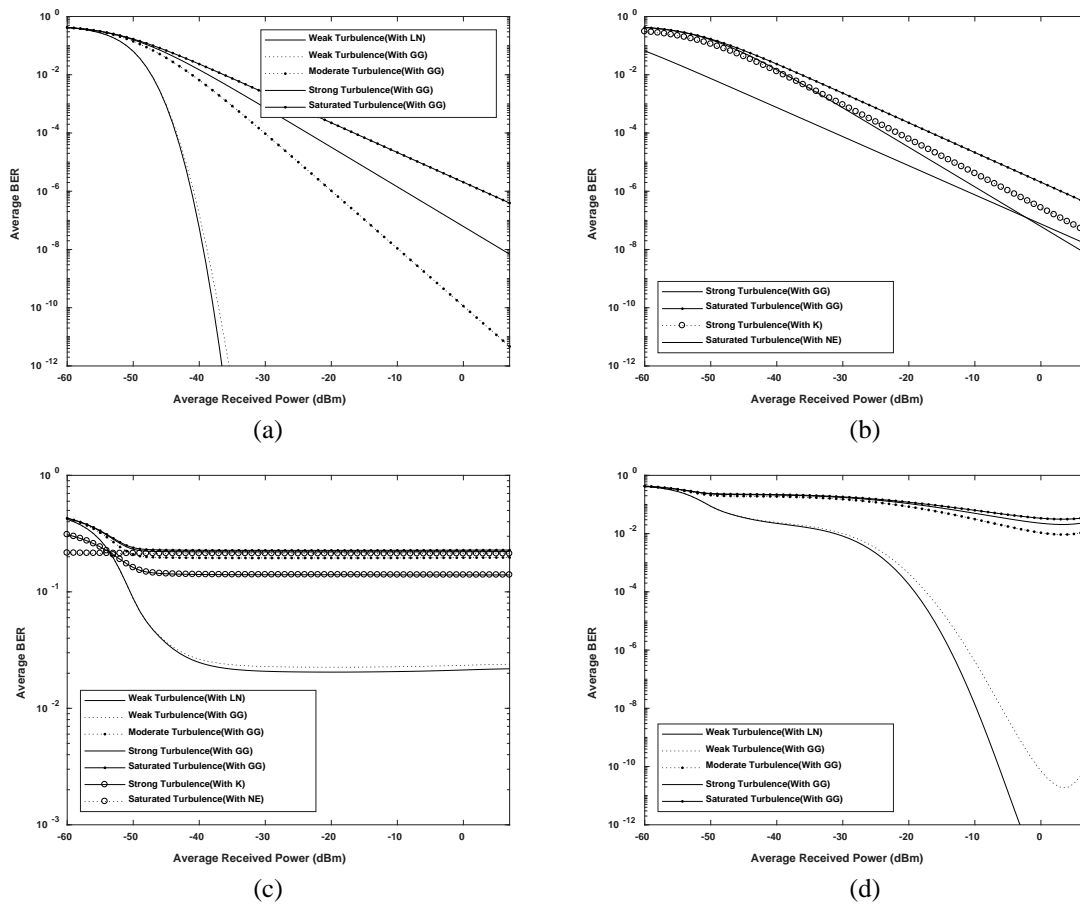 10 0
10 -2
10 -4
10 -6
10 -8
10 -10
10 -12
Average BER
-60 -50 -40 -30 -20 -10 0
Average Received Power (dBm)
Weak Turbulence(With LN)
Weak Turbulence(With GG)
Moderate Turbulence(With GG)
Strong Turbulence(With GG)
Saturated Turbulence(With GG)
(a)
10 0
10 -2
10 -4
10 -6
10 -8
10 -10
10 -12
Average BER
-60 -50 -40 -30 -20 -10 0
Average Received Power (dBm)
Strong Turbulence(With GG)
Saturated Turbulence(With GG)
Strong Turbulence(With K)
Saturated Turbulence(With NE)
(b)
10 0
10 -1
10 -2
10 -3
Average BER
-60 -50 -40 -30 -20 -10 0
Average Received Power (dBm)
Weak Turbulence(With LN)
Weak Turbulence(With GG)
Moderate Turbulence(With GG)
Strong Turbulence(With GG)
Saturated Turbulence(With GG)
Strong Turbulence(With K)
Saturated Turbulence(With NE)
(c)
10 0
10 -2
10 -4
10 -6
10 -8
10 -10
10 -12
Average BER
-60 -50 -40 -30 -20 -10 0
Average Received Power (dBm)
Weak Turbulence(With LN)
Weak Turbulence(With GG)
Moderate Turbulence(With GG)
Strong Turbulence(With GG)
Saturated Turbulence(With GG)
(d)